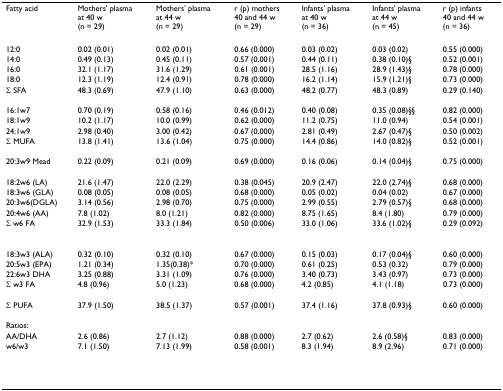 Fatty acid Mothers' plasma Mothers' plasma r (p) mothers Infants' plasma Infants' plasma r (p) infants
at 40 w at 44 w 40 and 44 w at 40 w at 44 w 40 and 44 w
(n = 29) (n = 29) (n = 29) (n = 36) (n = 45) (n = 36)
12:0 0.02 (0.01) 0.02 (0.01) 0.66 (0.000) 0.03 (0.02) 0.03 (0.02) 0.55 (0.000)
14:0 0.49 (0.13) 0.45 (0.11) 0.57 (0.001) 0.44 (0.11) 0.38 (0.10)§ 0.52 (0.001)
16:0 32.1 (1.17) 31.6 (1.29) 0.61 (0.001) 28.5 (1.16) 28.9 (1.43)§ 0.78 (0.000)
18:0 12.3 (1.19) 12.4 (0.91) 0.78 (0.000) 16.2 (1.14) 15.9 (1.21)§ 0.73 (0.000)
Σ SFA 48.3 (0.69) 47.9 (1.10) 0.63 (0.000) 48.2 (0.77) 48.3 (0.89) 0.29 (0.140)
16:1w7 0.70 (0.19) 0.58 (0.16) 0.46 (0.012) 0.40 (0.08) 0.35 (0.08)§§ 0.82 (0.000)
18:1w9 10.2 (1.17) 10.0 (0.99) 0.62 (0.000) 11.2 (0.75) 11.0 (0.94) 0.54 (0.001)
24:1w9 2.98 (0.40) 3.00 (0.42) 0.67 (0.000) 2.81 (0.49) 2.67 (0.47)§ 0.50 (0.002)
Σ MUFA 13.8 (1.41) 13.6 (1.04) 0.75 (0.000) 14.4 (0.86) 14.0 (0.82)§ 0.52 (0.001)
20:3w9 Mead 0.22 (0.09) 0.21 (0.09) 0.69 (0.000) 0.16 (0.06) 0.14 (0.04)§ 0.75 (0.000)
18:2w6 (LA) 21.6 (1.47) 22.0 (2.29) 0.38 (0.045) 20.9 (2.47) 22.0 (2.74)§ 0.68 (0.000)
18:3w6 (GLA) 0.08 (0.05) 0.08 (0.05) 0.68 (0.000) 0.05 (0.02) 0.04 (0.02) 0.67 (0.000)
20:3w6(DGLA) 3.14 (0.56) 2.98 (0.70) 0.75 (0.000) 2.99 (0.55) 2.79 (0.57)§ 0.68 (0.000)
20:4w6 (AA) 7.8 (1.02) 8.0 (1.21) 0.82 (0.000) 8.75 (1.65) 8.4 (1.80) 0.79 (0.000)
Σ w6 FA 32.9 (1.53) 33.3 (1.84) 0.50 (0.006) 33.0 (1.06) 33.6 (1.02)§ 0.29 (0.092)
18:3w3 (ALA) 0.32 (0.10) 0.32 (0.10) 0.67 (0.000) 0.15 (0.03) 0.17 (0.04)§ 0.60 (0.000)
20:5w3 (EPA) 1.21 (0.34) 1.35(0.38)* 0.70 (0.000) 0.61 (0.25) 0.53 (0.32) 0.79 (0.000)
22:6w3 DHA 3.25 (0.88) 3.31 (1.09) 0.76 (0.000) 3.40 (0.73) 3.43 (0.97) 0.73 (0.000)
Σ w3 FA 4.8 (0.96) 5.0 (1.23) 0.68 (0.000) 4.2 (0.85) 4.1 (1.18) 0.73 (0.000)
Σ PUFA 37.9 (1.50) 38.5 (1.37) 0.57 (0.001) 37.4 (1.16) 37.8 (0.93)§ 0.60 (0.000)
Ratios:
AA/DHA 2.6 (0.86) 2.7 (1.12) 0.88 (0.000) 2.7 (0.62) 2.6 (0.58)§ 0.83 (0.000)
w6/w3 7.1 (1.50) 7.13 (1.99) 0.58 (0.001) 8.3 (1.94) 8.9 (2.96) 0.71 (0.000)